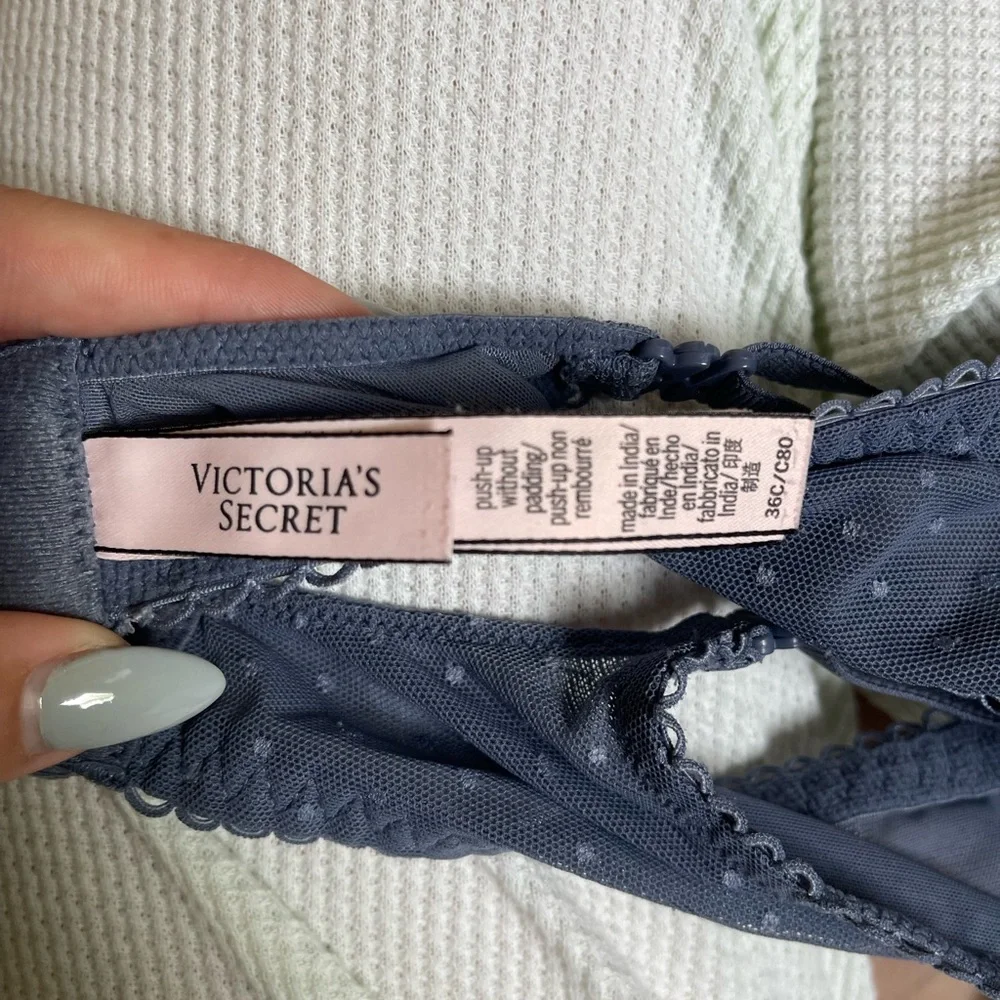 VICTORIA'S
SECRET
push-up
without
padding/
push-up non
rembourré
made in India/
fabriqué en
Inde/hecho
en India/
fabbricato in
India/ 印度
制造
36C/C80